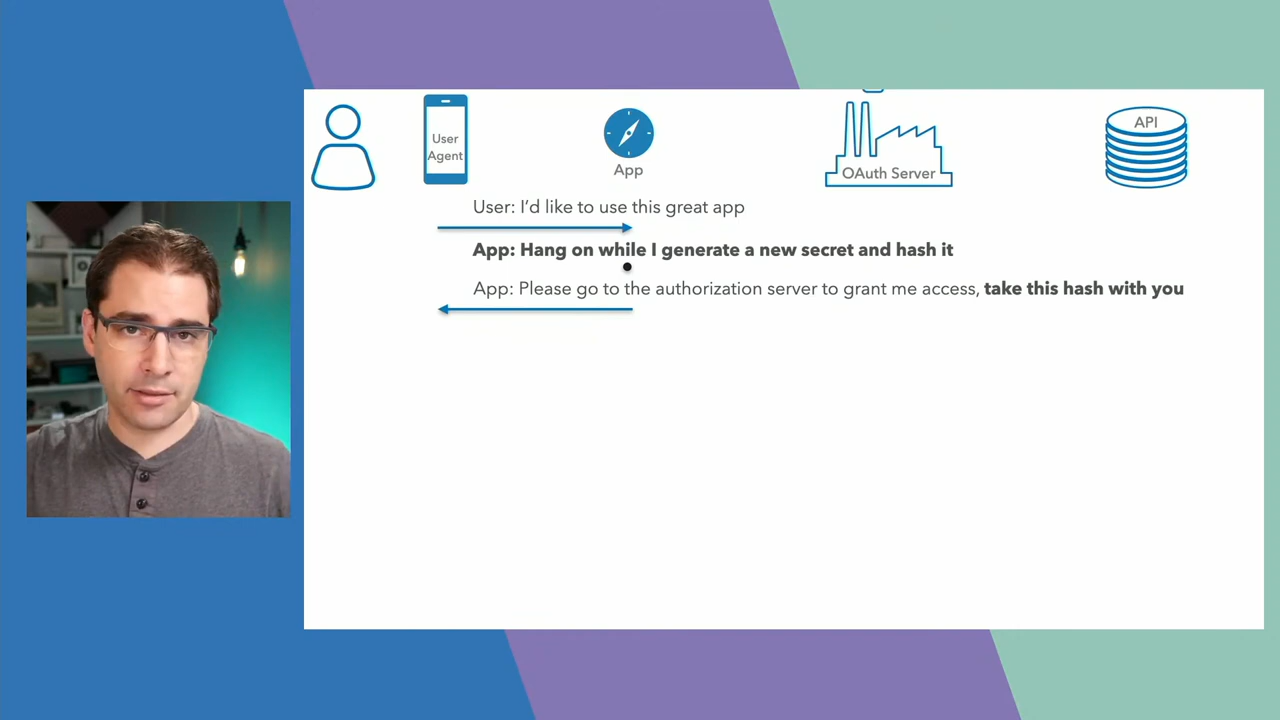 User
Agent
App
OAuth Server
API
User: I’d like to use this great app
App: Hang on while I generate a new secret and hash it
App: Please go to the authorization server to grant me access, take this hash with you